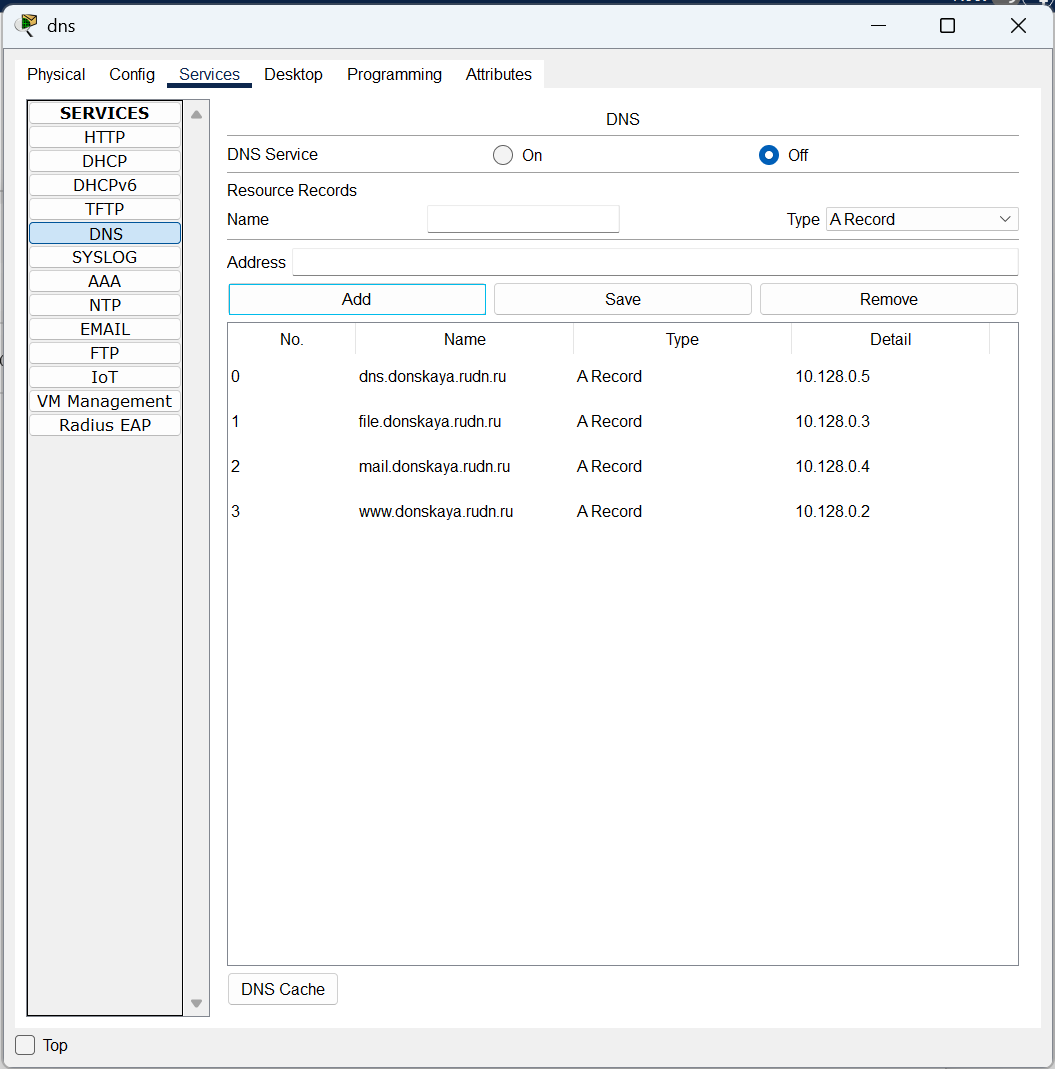 dns
Physical Config Services Desktop Programming Attributes
SERVICES
HTTP
DHCP
DHCPv6
TFTP
DNS
SYSLOG
AAA
NTP
EMAIL
FTP
IoT
VM Management
Radius EAP
DNS
DNS Service On Off
Resource Records
Name Type A Record
Address
Add Save Remove
No. Name Type Detail
0 dns.donskaya.rudn.ru A Record 10.128.0.5
1 file.donskaya.rudn.ru A Record 10.128.0.3
2 mail.donskaya.rudn.ru A Record 10.128.0.4
3 www.donskaya.rudn.ru A Record 10.128.0.2
DNS Cache
Top